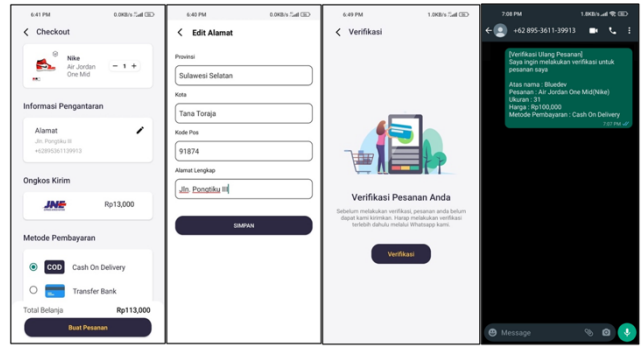 6:41 PM
0.0KB/s
Checkout
Nike
Air Jordan
One Mid
- 1 +
Informasi Pengantaran
Alamat
Jln. Pongtiku III
+6289536113​9913
Ongkos Kirim
JNE
Rp13,000
Metode Pembayaran
COD
Cash On Delivery
Transfer Bank
Total Belanja
Rp113,000
Buat Pesanan
6:40 PM
0.0KB/s
Edit Alamat
Provinsi
Sulawesi Selatan
Kota
Tana Toraja
Kode Pos
91874
Alamat Lengkap
Jln. Pongtiku III
SIMPAN
6:49 PM
1.0KB/s
Verifikasi
Verifikasi Pesanan Anda
Sebelum melakukan verifikasi, pesanan anda belum
dapat kami kirimkan. Harap melakukan verifikasi
terlebih dahulu melalui Whatsapp kami.
Verifikasi
7:08 PM
1.8KB/s
+62 895-3611-39913
[Verifikasi Ulang Pesanan]
Saya ingin melakukan verifikasi untuk
pesanan saya
Atas nama : Bluedev
Pesanan : Air Jordan One Mid(Nike)
Ukuran : 31
Harga : Rp100,000
Metode Pembayaran : Cash On Delivery
7:07 PM
Message